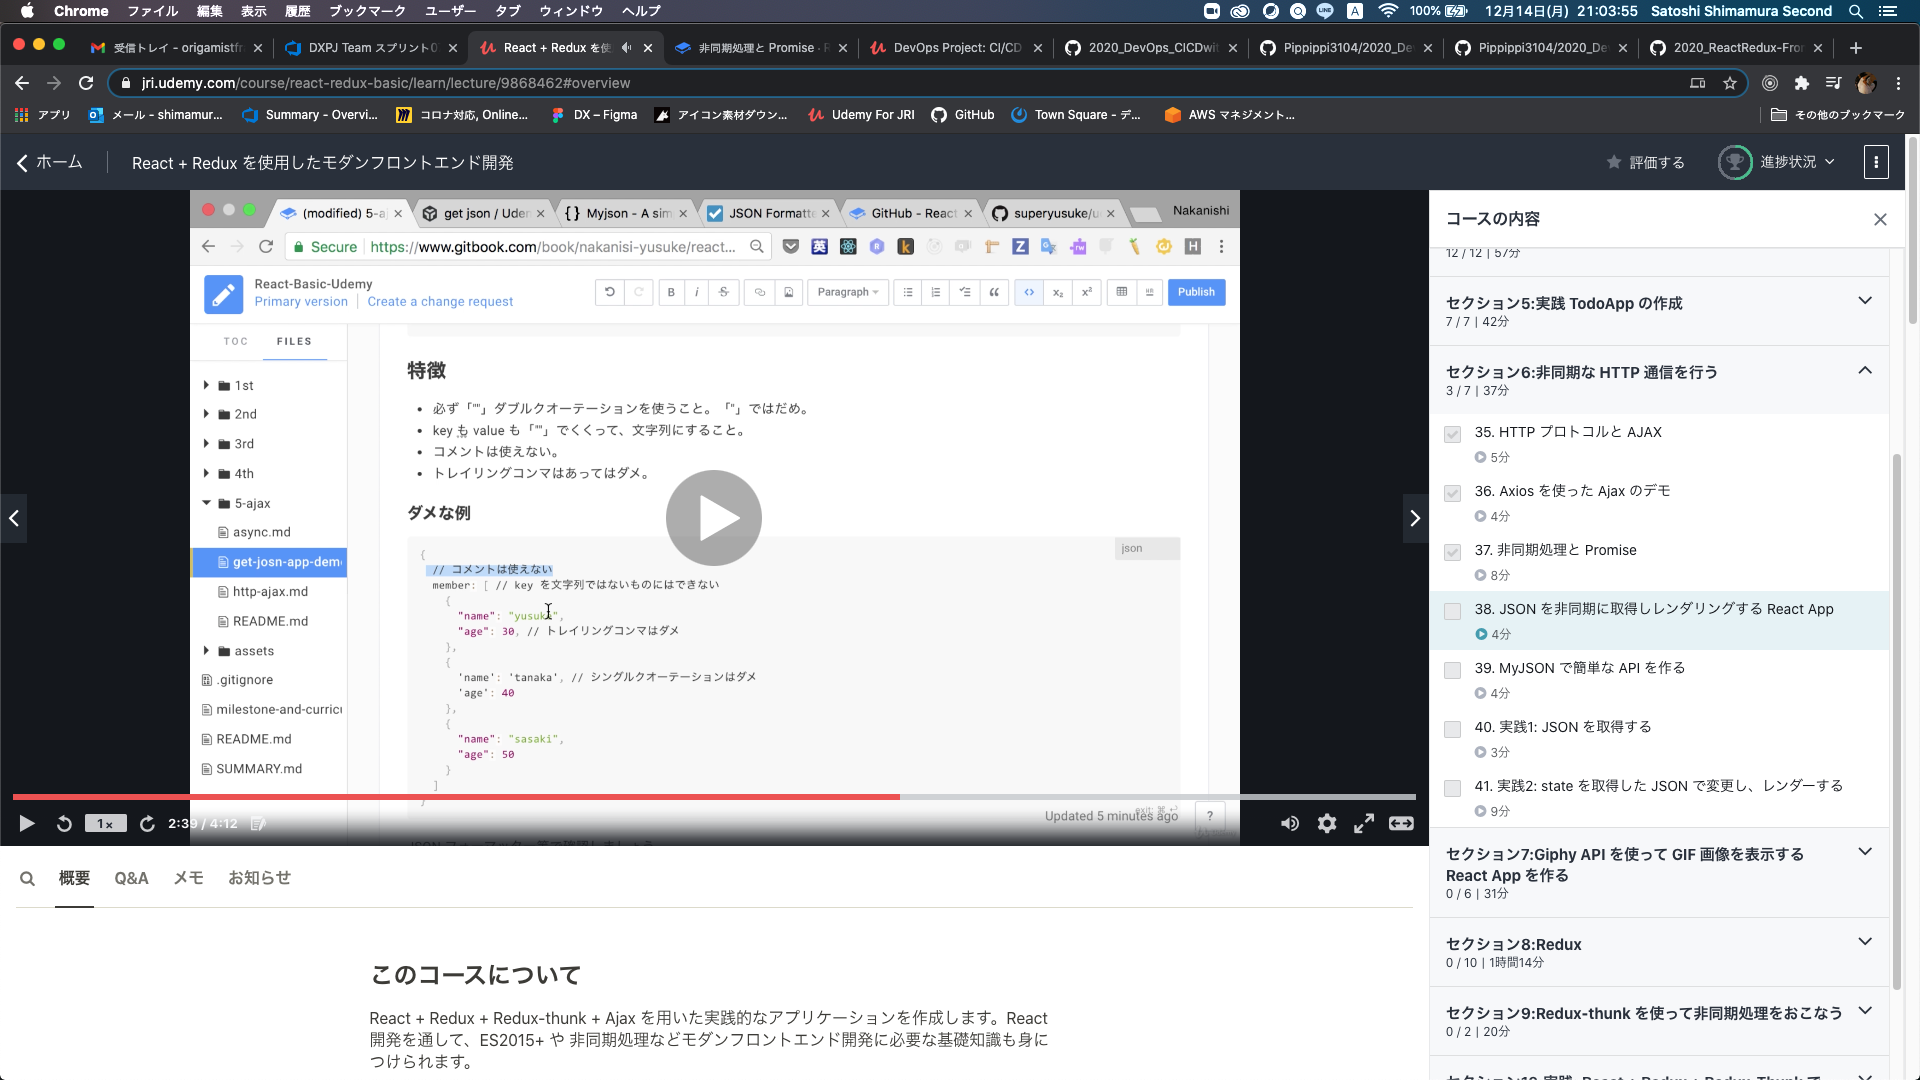 Chrome ファイル 編集 表示 履歴 ブックマーク ユーザー タブ ウィンドウ ヘルプ 100% 12月14日(月) 21:03:55 Satoshi Shimamura Second
受信トレイ - origamistfr DXPJ Team スプリント0 React + Redux を使 非同期処理と Promise · R DevOps Project: CI/CD 2020_DevOps_CICDwit Pippippi3104/2020_De Pippippi3104/2020_De 2020_ReactRedux-Fro
jri.udemy.com/course/react-redux-basic/learn/lecture/9868462#overview
アプリ メール - shimamur... Summary - Overvi... コロナ対応, Online... DX – Figma アイコン素材ダウン... Udemy For JRI GitHub Town Square - デ... AWS マネジメント... その他のブックマーク
ホーム React + Redux を使用したモダンフロントエンド開発 評価する 進捗状況
(modified) 5-aj get json / Uder Myjson - A sim JSON Formatte GitHub - React superyusuke/u Nakanishi
Secure https://www.gitbook.com/book/nakanisi-yusuke/react...
React-Basic-Udemy
Primary version Create a change request
Paragraph
Publish
TOC FILES
1st
2nd
3rd
4th
5-ajax
async.md
get-josn-app-dem
http-ajax.md
README.md
assets
.gitignore
milestone-and-curric
README.md
SUMMARY.md
特徴
• 必ず「""」ダブルクオーテーションを使うこと。「'」ではだめ。
• key も value も「""」でくくって、文字列にすること。
• コメントは使えない。
• トレイリングコンマはあってはダメ。
ダメな例
json
{
// コメントは使えない
member: [ // key を文字列ではないものにはできない
{
"name": "yusuke",
"age": 30, // トレイリングコンマはダメ
},
{
'name': 'tanaka', // シングルクオーテーションはダメ
'age': 40
},
{
"name": "sasaki",
"age": 50
}
]
}
Updated 5 minutes ago
?
1× 2:39 / 4:12
概要 Q&A メモ お知らせ
このコースについて
React + Redux + Redux-thunk + Ajax を用いた実践的なアプリケーションを作成します。React
開発を通して、ES2015+ や 非同期処理などモダンフロントエンド開発に必要な基礎知識も身に
つけられます。
コースの内容
12 / 12 | 57分
セクション5:実践 TodoApp の作成
7 / 7 | 42分
セクション6:非同期な HTTP 通信を行う
3 / 7 | 37分
35. HTTP プロトコルと AJAX
5分
36. Axios を使った Ajax のデモ
4分
37. 非同期処理と Promise
8分
38. JSON を非同期に取得しレンダリングする React App
4分
39. MyJSON で簡単な API を作る
4分
40. 実践1: JSON を取得する
3分
41. 実践2: state を取得した JSON で変更し、レンダーする
9分
セクション7:Giphy API を使って GIF 画像を表示する
React App を作る
0 / 6 | 31分
セクション8:Redux
0 / 10 | 1時間14分
セクション9:Redux-thunk を使って非同期処理をおこなう
0 / 2 | 20分